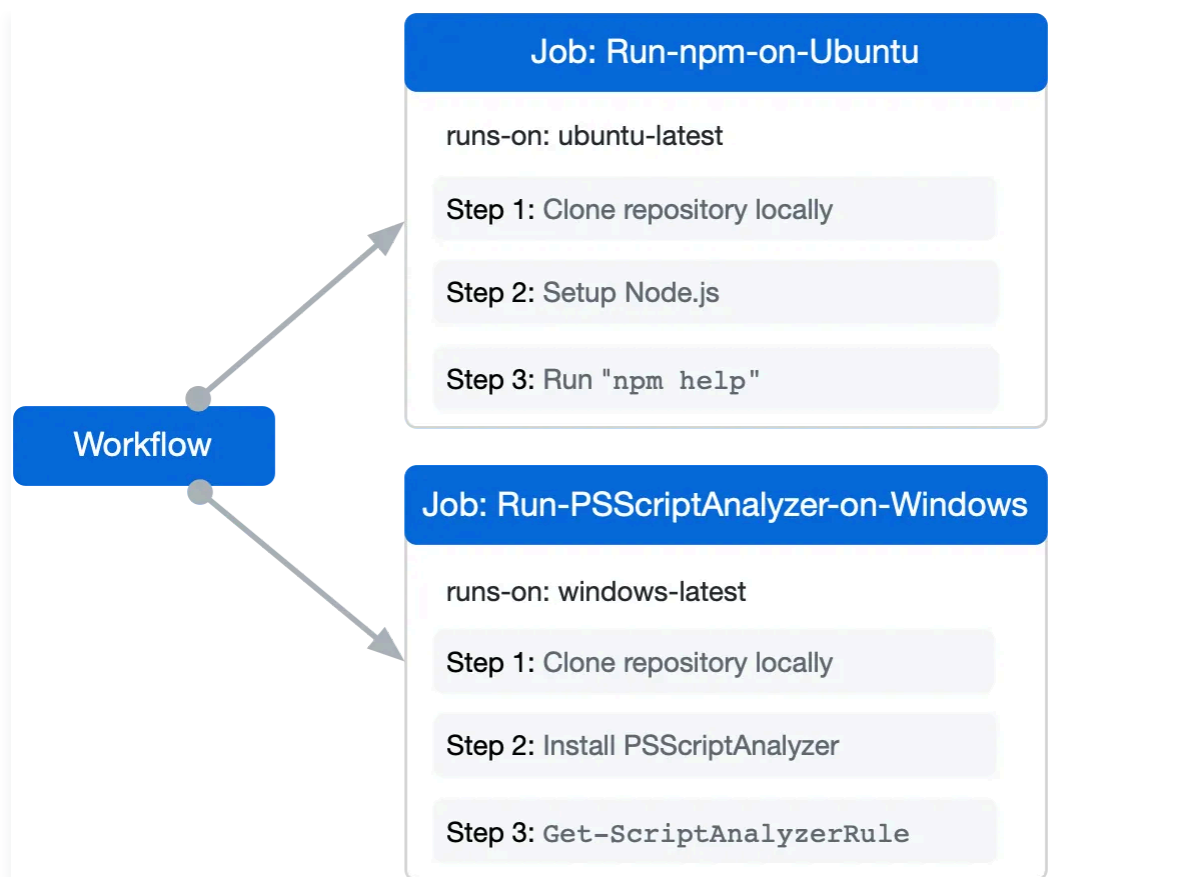 Job: Run-npm-on-Ubuntu
runs-on: ubuntu-latest
Step 1: Clone repository locally
Step 2: Setup Node.js
Step 3: Run "npm help"
Workflow
Job: Run-PSScriptAnalyzer-on-Windows
runs-on: windows-latest
Step 1: Clone repository locally
Step 2: Install PSScriptAnalyzer
Step 3: Get-ScriptAnalyzerRule